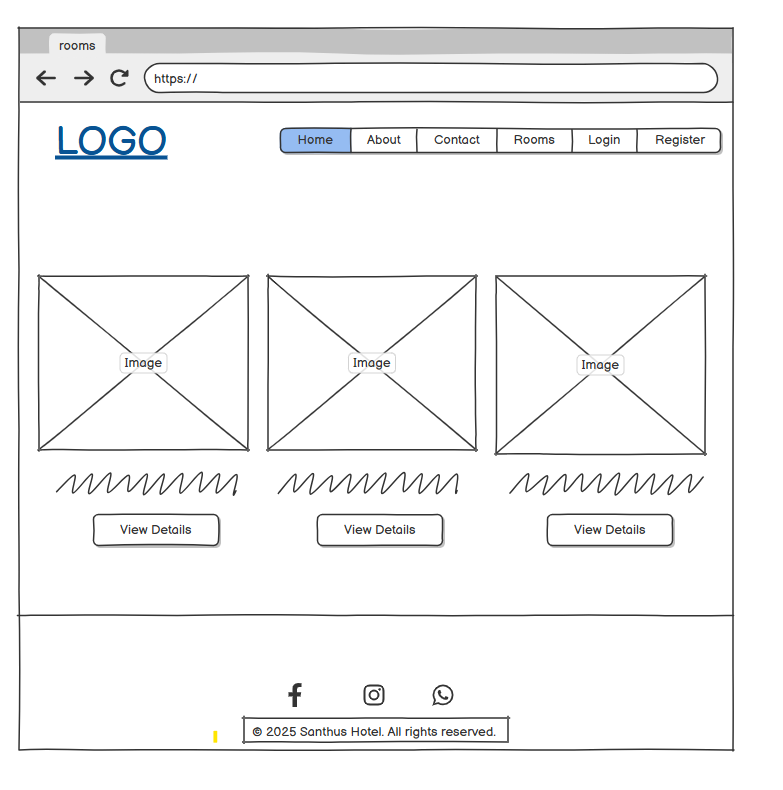 rooms
https://
LOGO
Home About Contact Rooms Login Register
Image Image Image
View Details View Details View Details
© 2025 Santhus Hotel. All rights reserved.